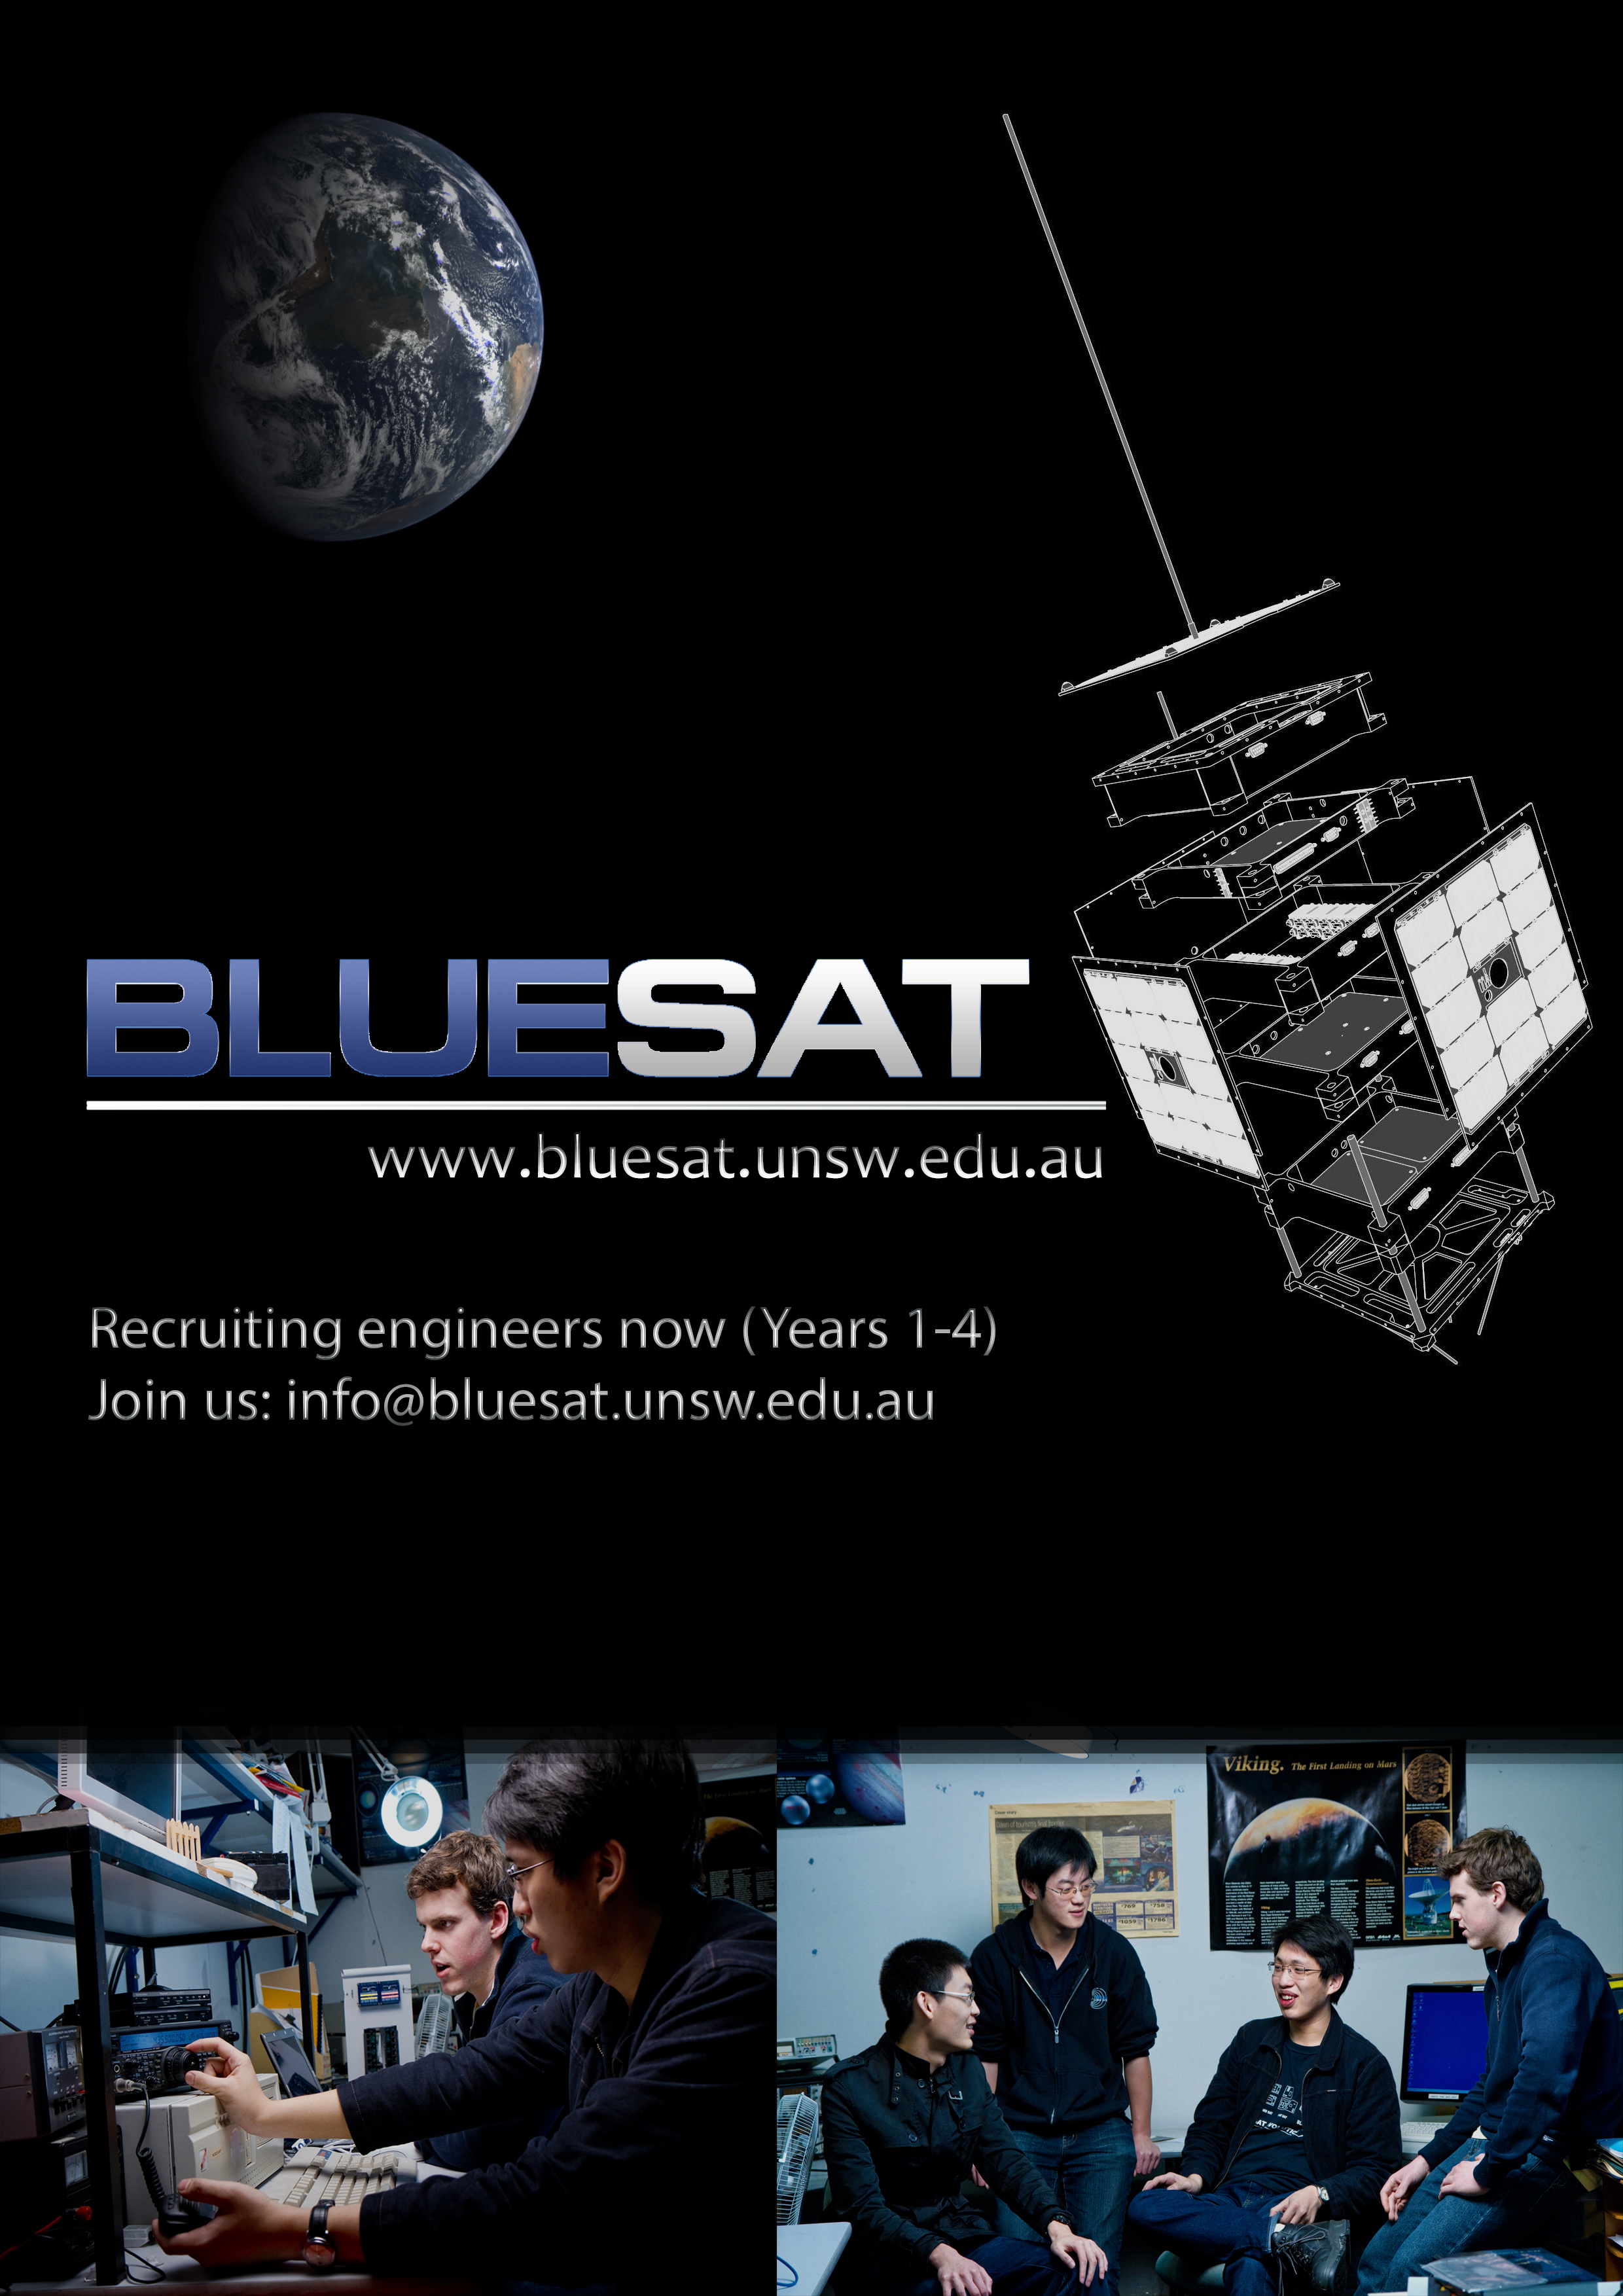 BLUESAT
www.bluesat.unsw.edu.au
Recruiting engineers now (Years 1-4)
Join us: info@bluesat.unsw.edu.au
Viking. The First Landing on Mars